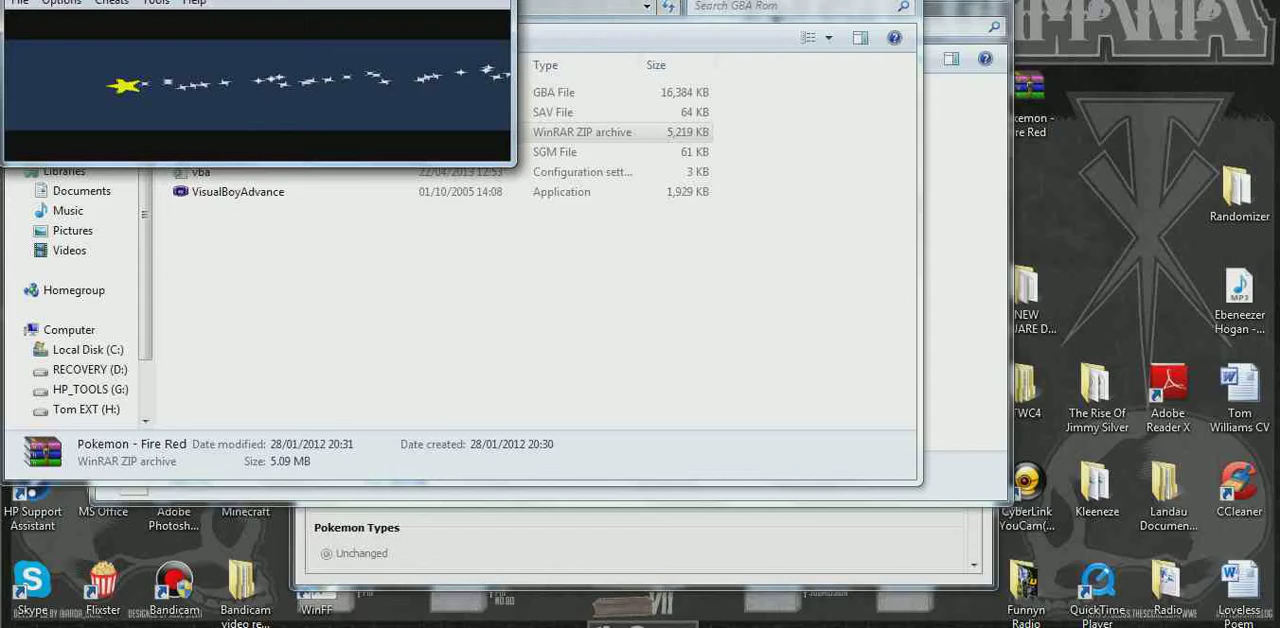 File Options Cheats Tools Help
Search GBA Rom
Type Size
GBA File 16,384 KB
SAV File 64 KB
WinRAR ZIP archive 5,219 KB
SGM File 61 KB
vba 22/04/2013 12:53 Configuration sett... 3 KB
VisualBoyAdvance 01/10/2005 14:08 Application 1,929 KB
Libraries
Documents
Music
Pictures
Videos
Homegroup
Computer
Local Disk (C:)
RECOVERY (D:)
HP_TOOLS (G:)
Tom EXT (H:)
Pokemon - Fire Red Date modified: 28/01/2012 20:31 Date created: 28/01/2012 20:30
WinRAR ZIP archive Size: 5.09 MB
Pokemon Types
Unchanged
HP Support
Assistant
MS Office
Adobe
Photosh...
Minecraft
Skype
Flixster
Bandicam
Bandicam
video re...
WinFF
Randomizer
MP3
Ebeneezer
Hogan -...
NEW
TWC4
The Rise Of
Jimmy Silver
Adobe
Reader X
Tom
Williams CV
CyberLink
YouCam(...
Kleeneze
Landau
Documen...
CCleaner
Funnyn
Radio
QuickTime
Player
Radio
Loveless
Poem